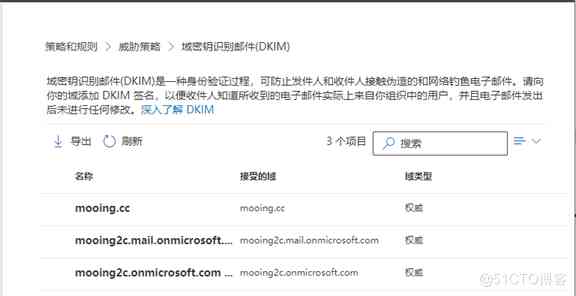 策略和规则 > 威胁策略 > 域密钥识别邮件(DKIM)
域密钥识别邮件(DKIM)是一种身份验证过程，可防止发件人和收件人接触伪造的和网络钓鱼电子邮件。请向
你的域添加 DKIM 签名，以便收件人知道所收到的电子邮件实际上来自你组织中的用户，并且电子邮件发出
后未进行任何修改。深入了解 DKIM
导出 刷新 3 个项目 搜索
名称 接受的域 域类型
mooing.cc mooing.cc 权威
mooing2c.mail.onmicrosoft.... mooing2c.mail.onmicrosoft.com 权威
mooing2c.onmicrosoft.com ... mooing2c.onmicrosoft.com 权威
@51CTO博客